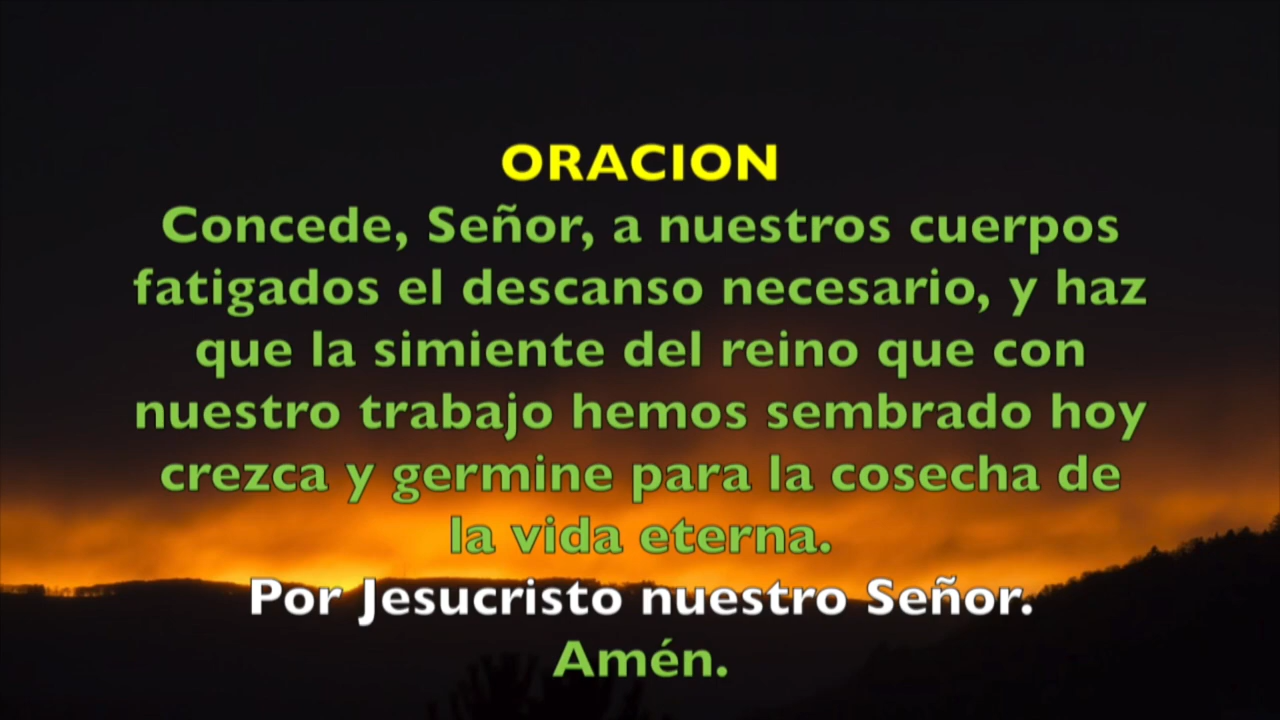 ORACION
Concede, Señor, a nuestros cuerpos
fatigados el descanso necesario, y haz
que la simiente del reino que con
nuestro trabajo hemos sembrado hoy
crezca y germine para la cosecha de
la vida eterna.
Por Jesucristo nuestro Señor.
Amén.